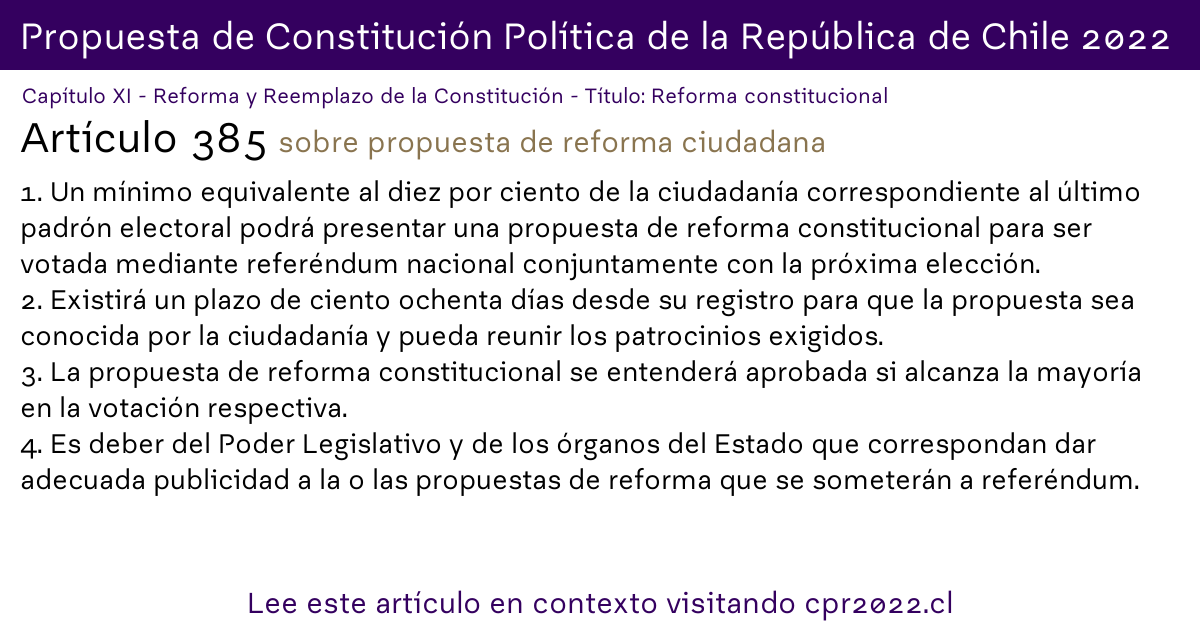 Propuesta de Constitución Política de la República de Chile 2022
Capítulo XI - Reforma y Reemplazo de la Constitución - Título: Reforma constitucional
Artículo 385 sobre propuesta de reforma ciudadana
1. Un mínimo equivalente al diez por ciento de la ciudadanía correspondiente al último
padrón electoral podrá presentar una propuesta de reforma constitucional para ser
votada mediante referéndum nacional conjuntamente con la próxima elección.
2. Existirá un plazo de ciento ochenta días desde su registro para que la propuesta sea
conocida por la ciudadanía y pueda reunir los patrocinios exigidos.
3. La propuesta de reforma constitucional se entenderá aprobada si alcanza la mayoría
en la votación respectiva.
4. Es deber del Poder Legislativo y de los órganos del Estado que correspondan dar
adecuada publicidad a la o las propuestas de reforma que se someterán a referéndum.
Lee este artículo en contexto visitando cpr2022.cl